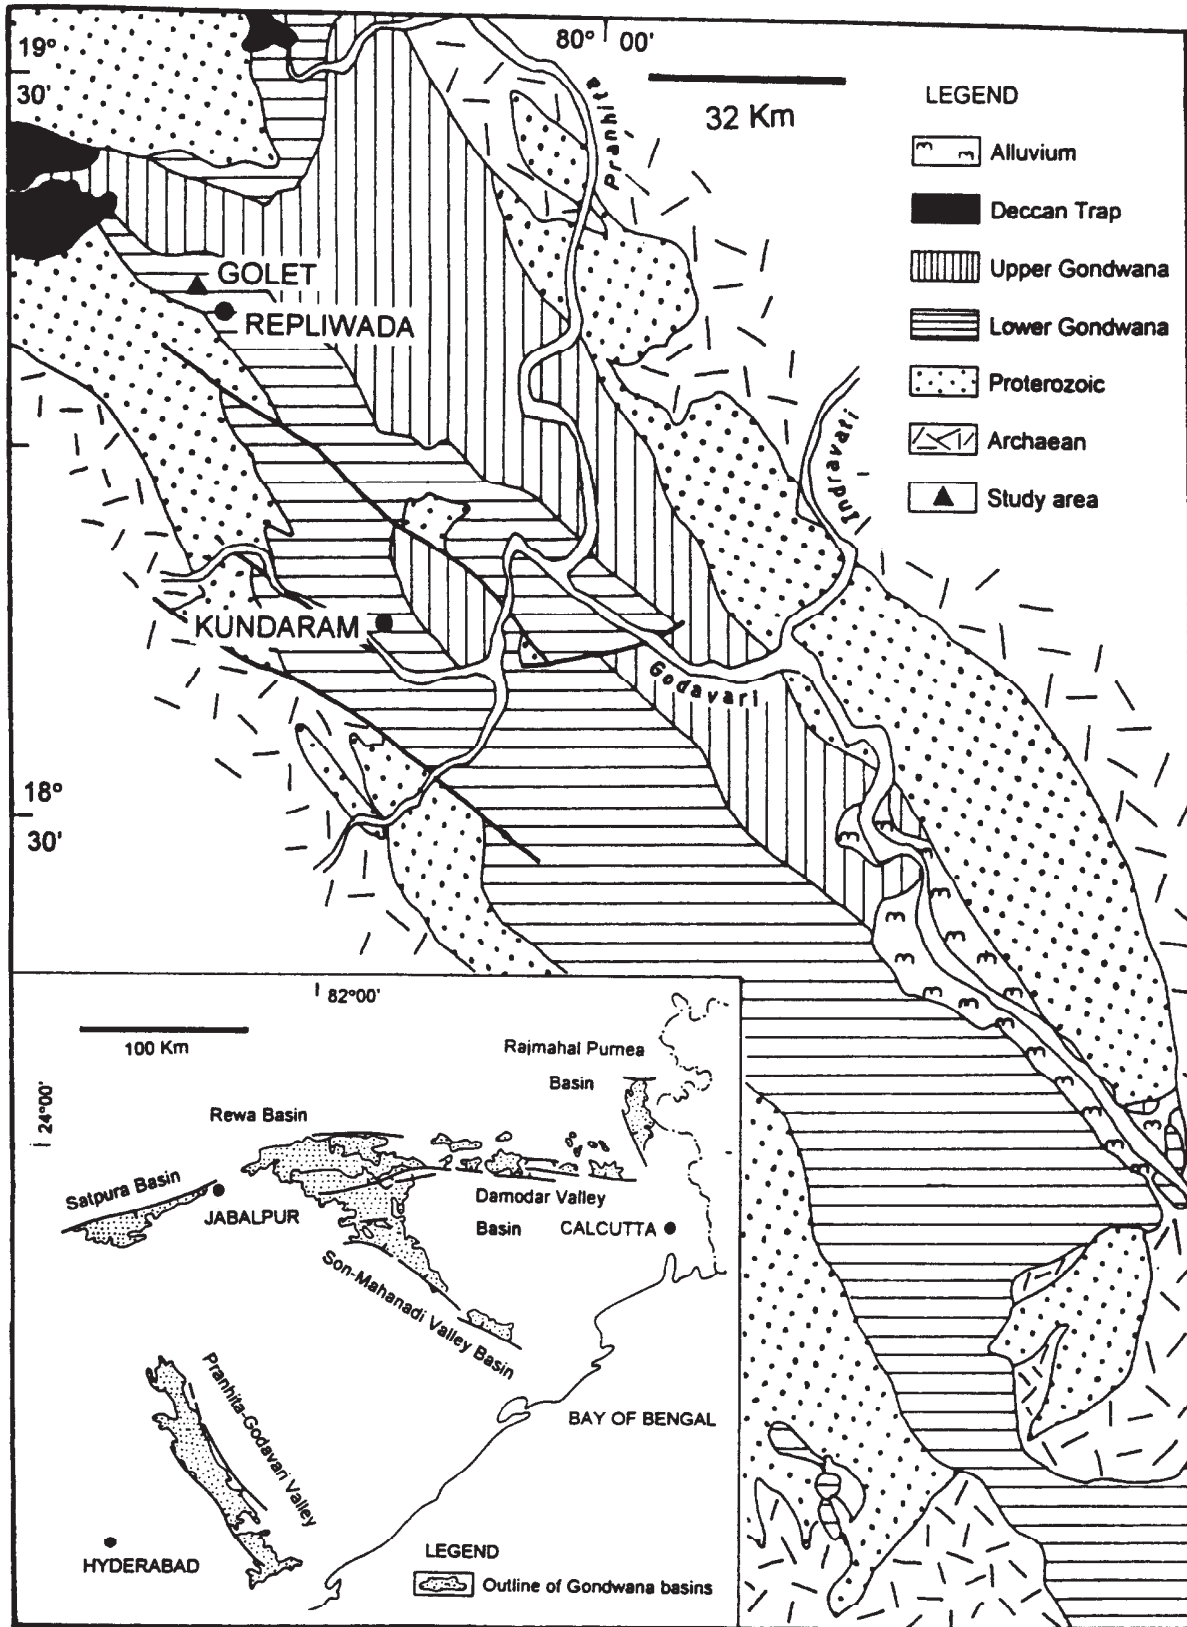 19°
30'
80° 00'
32 Km
Pranhita
LEGEND
Alluvium
Deccan Trap
Upper Gondwana
Lower Gondwana
Proterozoic
Archaean
Study area
GOLET
REPLIWADA
Indravati
KUNDARAM
Godavari
18°
30'
82°00'
100 Km
24°00'
Rajmahal Purnea
Basin
Rewa Basin
Satpura Basin
JABALPUR
Damodar Valley
Basin
CALCUTTA
Son-Mahanadi Valley Basin
Pranhita-Godavari Valley
BAY OF BENGAL
HYDERABAD
LEGEND
Outline of Gondwana basins